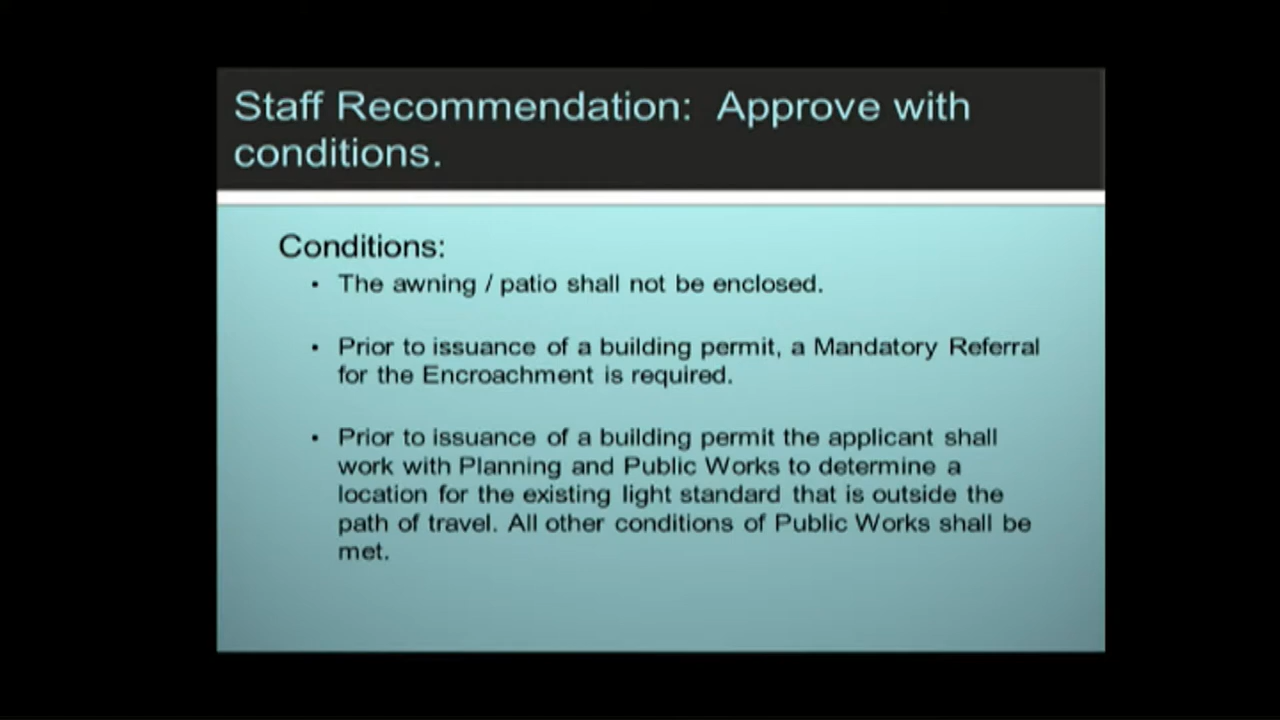 Staff Recommendation:  Approve with
conditions.
Conditions:
• The awning / patio shall not be enclosed.
• Prior to issuance of a building permit, a Mandatory Referral
for the Encroachment is required.
• Prior to issuance of a building permit the applicant shall
work with Planning and Public Works to determine a
location for the existing light standard that is outside the
path of travel. All other conditions of Public Works shall be
met.